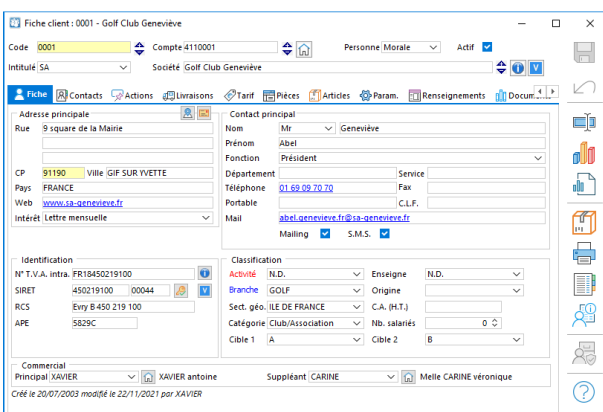 Fiche client : 0001 - Golf Club Geneviève
Code 0001 Compte 4110001 Personne Morale Actif
Intitulé SA Société Golf Club Geneviève
Fiche Contacts Actions Livraisons Tarif Pièces Articles Param. Renseignements
Adresse principale Contact principal
Rue 9 square de la Mairie Nom Mr Geneviève
Prénom Abel
Fonction Président
CP 91190 Ville GIF SUR YVETTE Département Service
Pays FRANCE Téléphone 01 69 09 70 70 Fax
Web www.sa-genevieve.fr Portable C.L.F.
Intérêt Lettre mensuelle Mail abel.genevieve.fr@sa-genevieve.fr
Mailing S.M.S.
Identification Classification
N° T.V.A. intra. FR18450219100 Activité N.D. Enseigne N.D.
SIRET 450219100 00044 V Branche GOLF Origine
RCS Evry B 450 219 100 Sect. géo. ILE DE FRANCE C.A. (H.T.)
APE 5829C Catégorie Club/Association Nb. salariés 0
Cible 1 A Cible 2 B
Commercial
Principal XAVIER XAVIER antoine Suppléant CARINE Melle CARINE véronique
Créé le 20/07/2003 modifié le 22/11/2021 par XAVIER